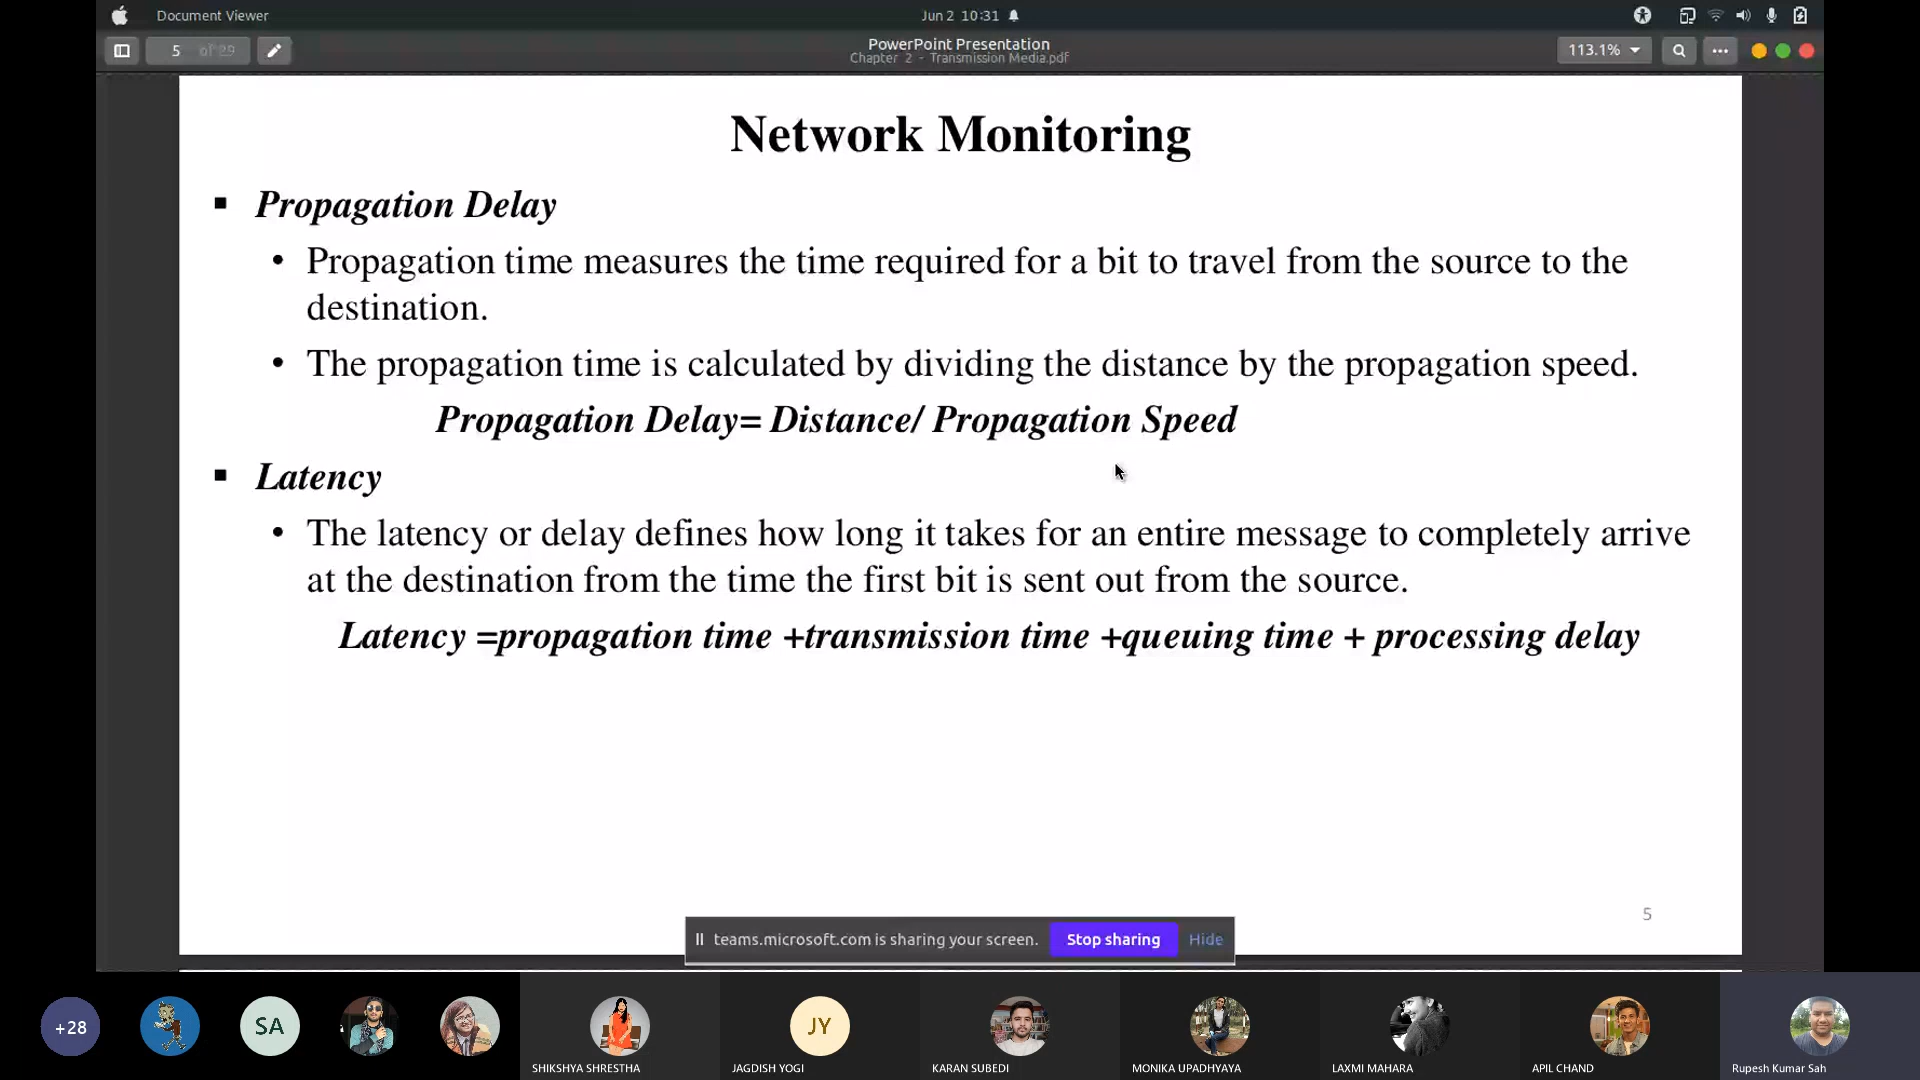 Document Viewer
Jun 2 10:31
5 of 29
PowerPoint Presentation
Chapter 2 - Transmission Media.pdf
113.1%
Network Monitoring
▪ Propagation Delay
• Propagation time measures the time required for a bit to travel from the source to the
destination.
• The propagation time is calculated by dividing the distance by the propagation speed.
Propagation Delay= Distance/ Propagation Speed
▪ Latency
• The latency or delay defines how long it takes for an entire message to completely arrive
at the destination from the time the first bit is sent out from the source.
Latency =propagation time +transmission time +queuing time + processing delay
5
teams.microsoft.com is sharing your screen.
Stop sharing
Hide
+28
SA
JY
SHIKSHYA SHRESTHA
JAGDISH YOGI
KARAN SUBEDI
MONIKA UPADHYAYA
LAXMI MAHARA
APIL CHAND
Rupesh Kumar Sah